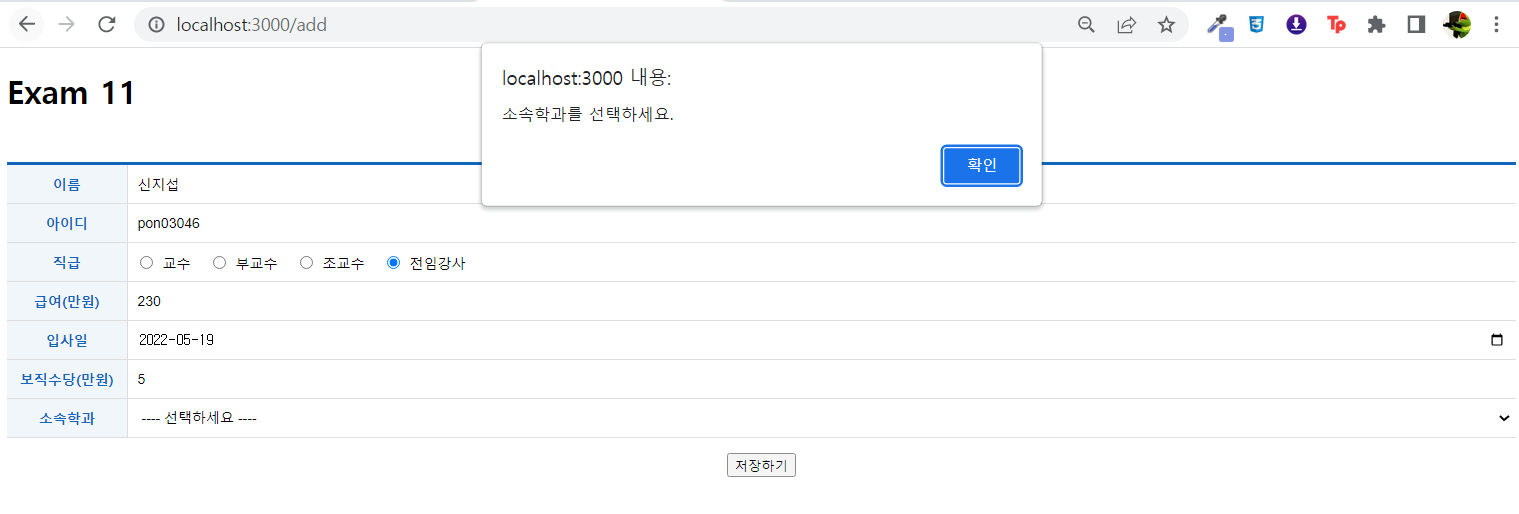 localhost:3000/add
Tp
localhost:3000 내용:
소속학과를 선택하세요.
확인
Exam 11
이름 신지섭
아이디 pon03046
직급 교수 부교수 조교수 전임강사
급여(만원) 230
입사일 2022-05-19
보직수당(만원) 5
소속학과 ---- 선택하세요 ----
저장하기